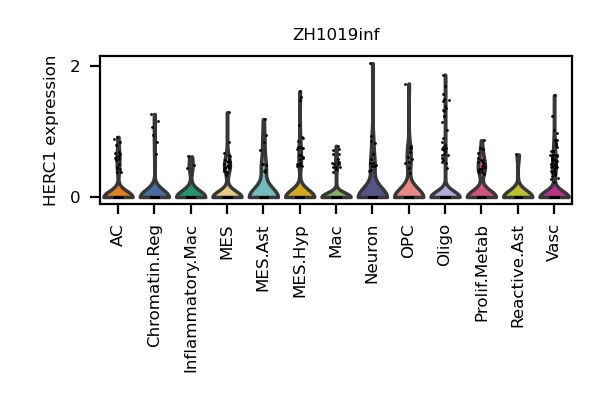 ZH1019inf
HERC1 expression
2
0
AC
Chromatin.Reg
Inflammatory.Mac
MES
MES.Ast
MES.Hyp
Mac
Neuron
OPC
Oligo
Prolif.Metab
Reactive.Ast
Vasc